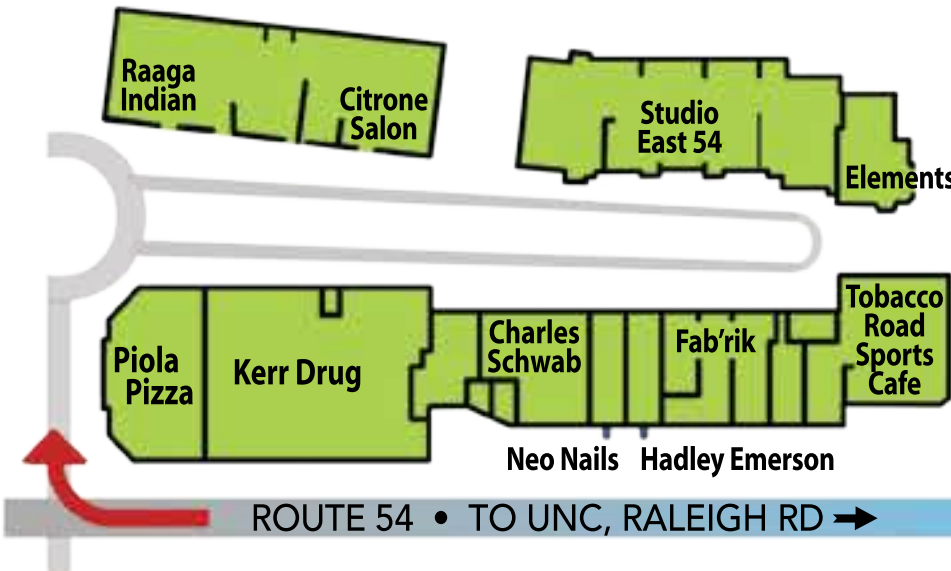 Raaga
Indian
Citrone
Salon
Studio
East 54
Elements
Piola
Pizza
Kerr Drug
Charles
Schwab
Fab'rik
Tobacco
Road
Sports
Cafe
Neo Nails
Hadley Emerson
ROUTE 54 • TO UNC, RALEIGH RD